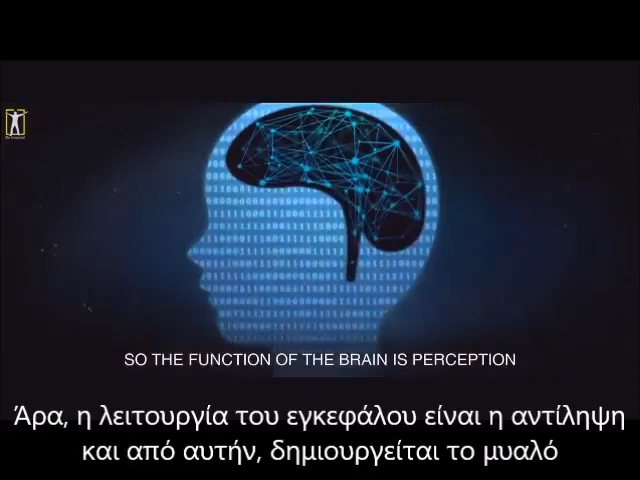 SO THE FUNCTION OF THE BRAIN IS PERCEPTION
Άρα, η λειτουργία του εγκεφάλου είναι η αντίληψη
και από αυτήν, δημιουργείται το μυαλό